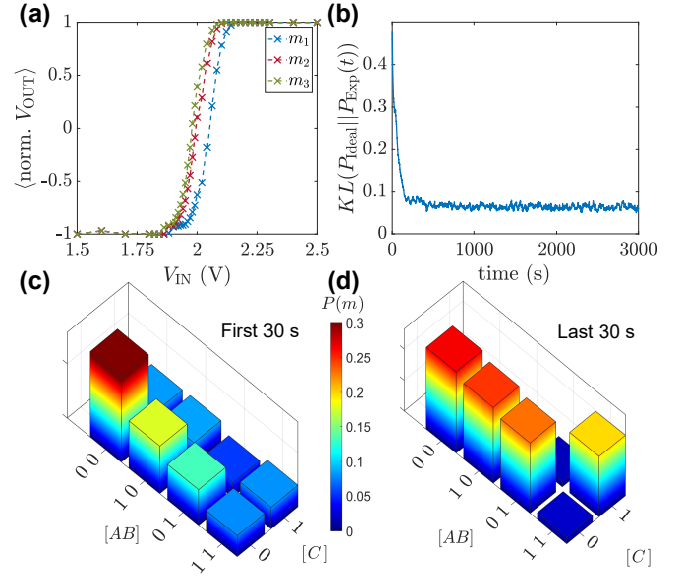 (a)
1
0.5
0
-0.5
-1
⟨norm. V_OUT⟩
1.5 1.75 2 2.25 2.5
V_IN (V)
m_1
m_2
m_3
(b)
0.4
0.3
0.2
0.1
0
KL(P_Ideal||P_Exp(t))
0 1000 2000 3000
time (s)
(c)
First 30 s
0 0
1 0
0 1
1 1
[AB]
0
1
[C]
P(m)
0.3
0.25
0.2
0.15
0.1
0.05
0
(d)
Last 30 s
0 0
1 0
0 1
1 1
[AB]
0
1
[C]